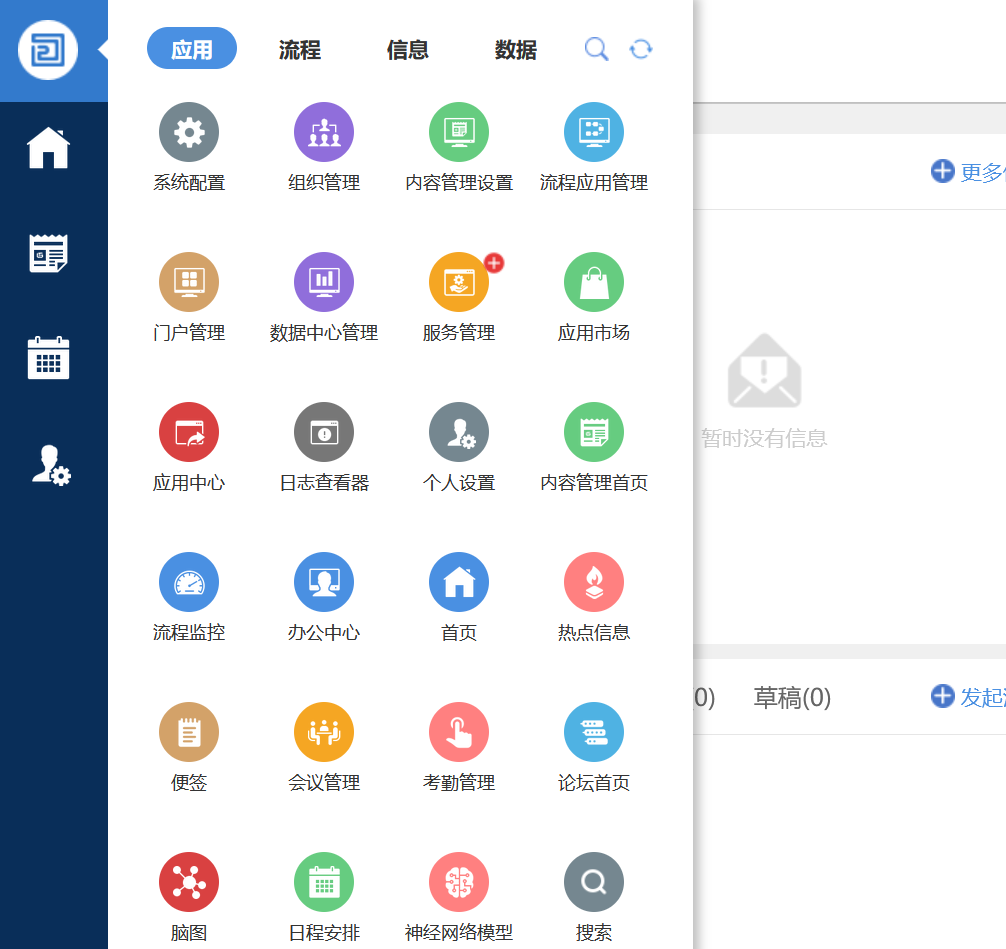 应用 流程 信息 数据
系统配置 组织管理 内容管理设置 流程应用管理
更多
门户管理 数据中心管理 服务管理 应用市场
暂时没有信息
应用中心 日志查看器 个人设置 内容管理首页
流程监控 办公中心 首页 热点信息
0) 草稿(0) 发起
便签 会议管理 考勤管理 论坛首页
脑图 日程安排 神经网络模型 搜索